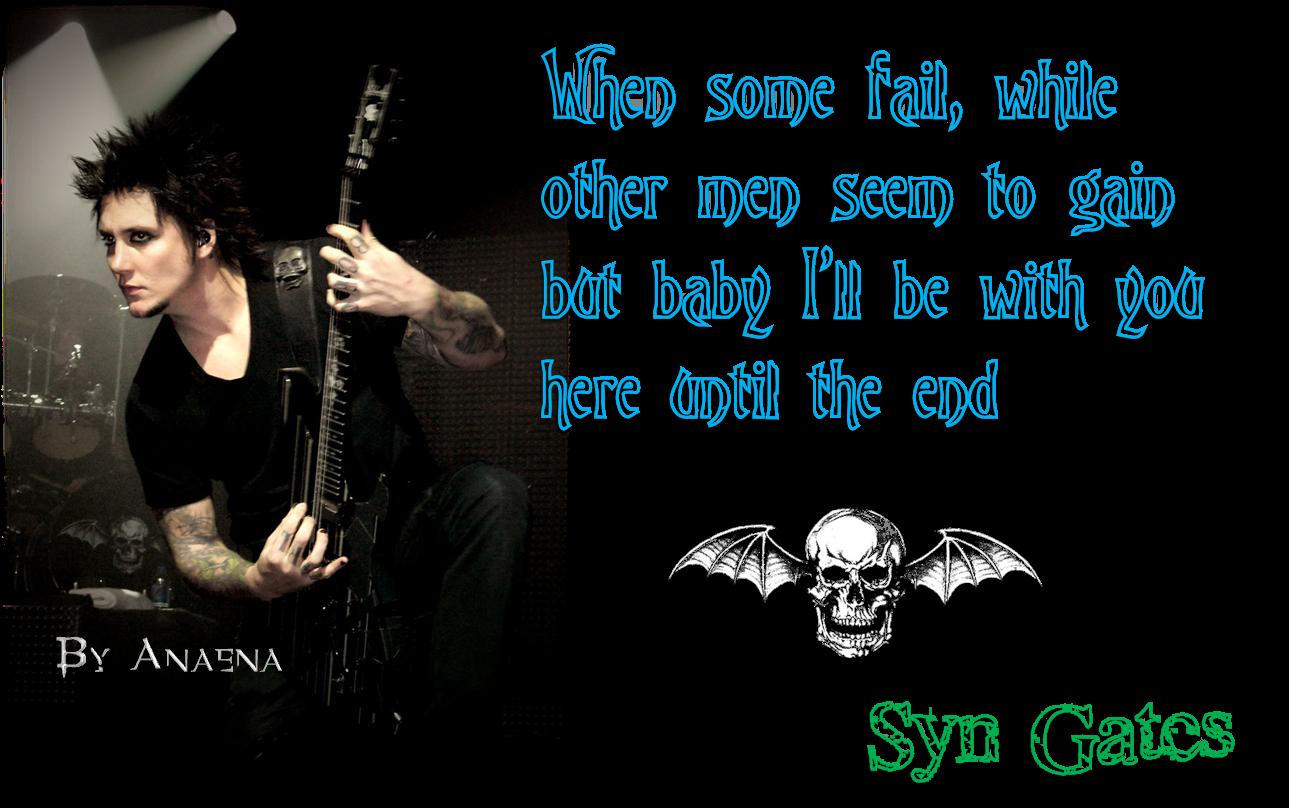 When some fail, while
other men seem to gain
but baby I'll be with you
here until the end
By Anaena
Syn Gates